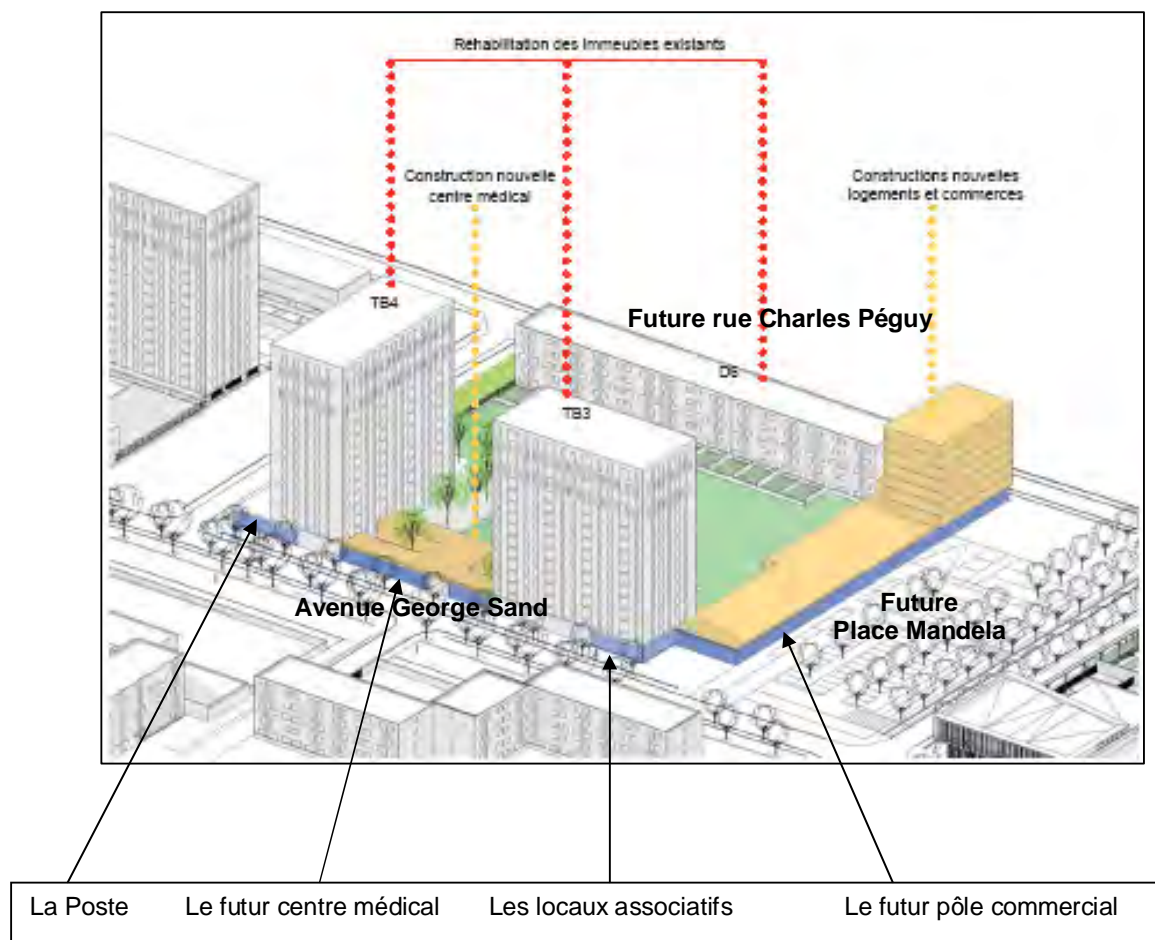 Réhabilitation des immeubles existants
Construction nouvelle
centre médical
Constructions nouvelles
logements et commerces
TB4
Future rue Charles Péguy
D6
TB3
Avenue George Sand
Future
Place Mandela
La Poste
Le futur centre médical
Les locaux associatifs
Le futur pôle commercial